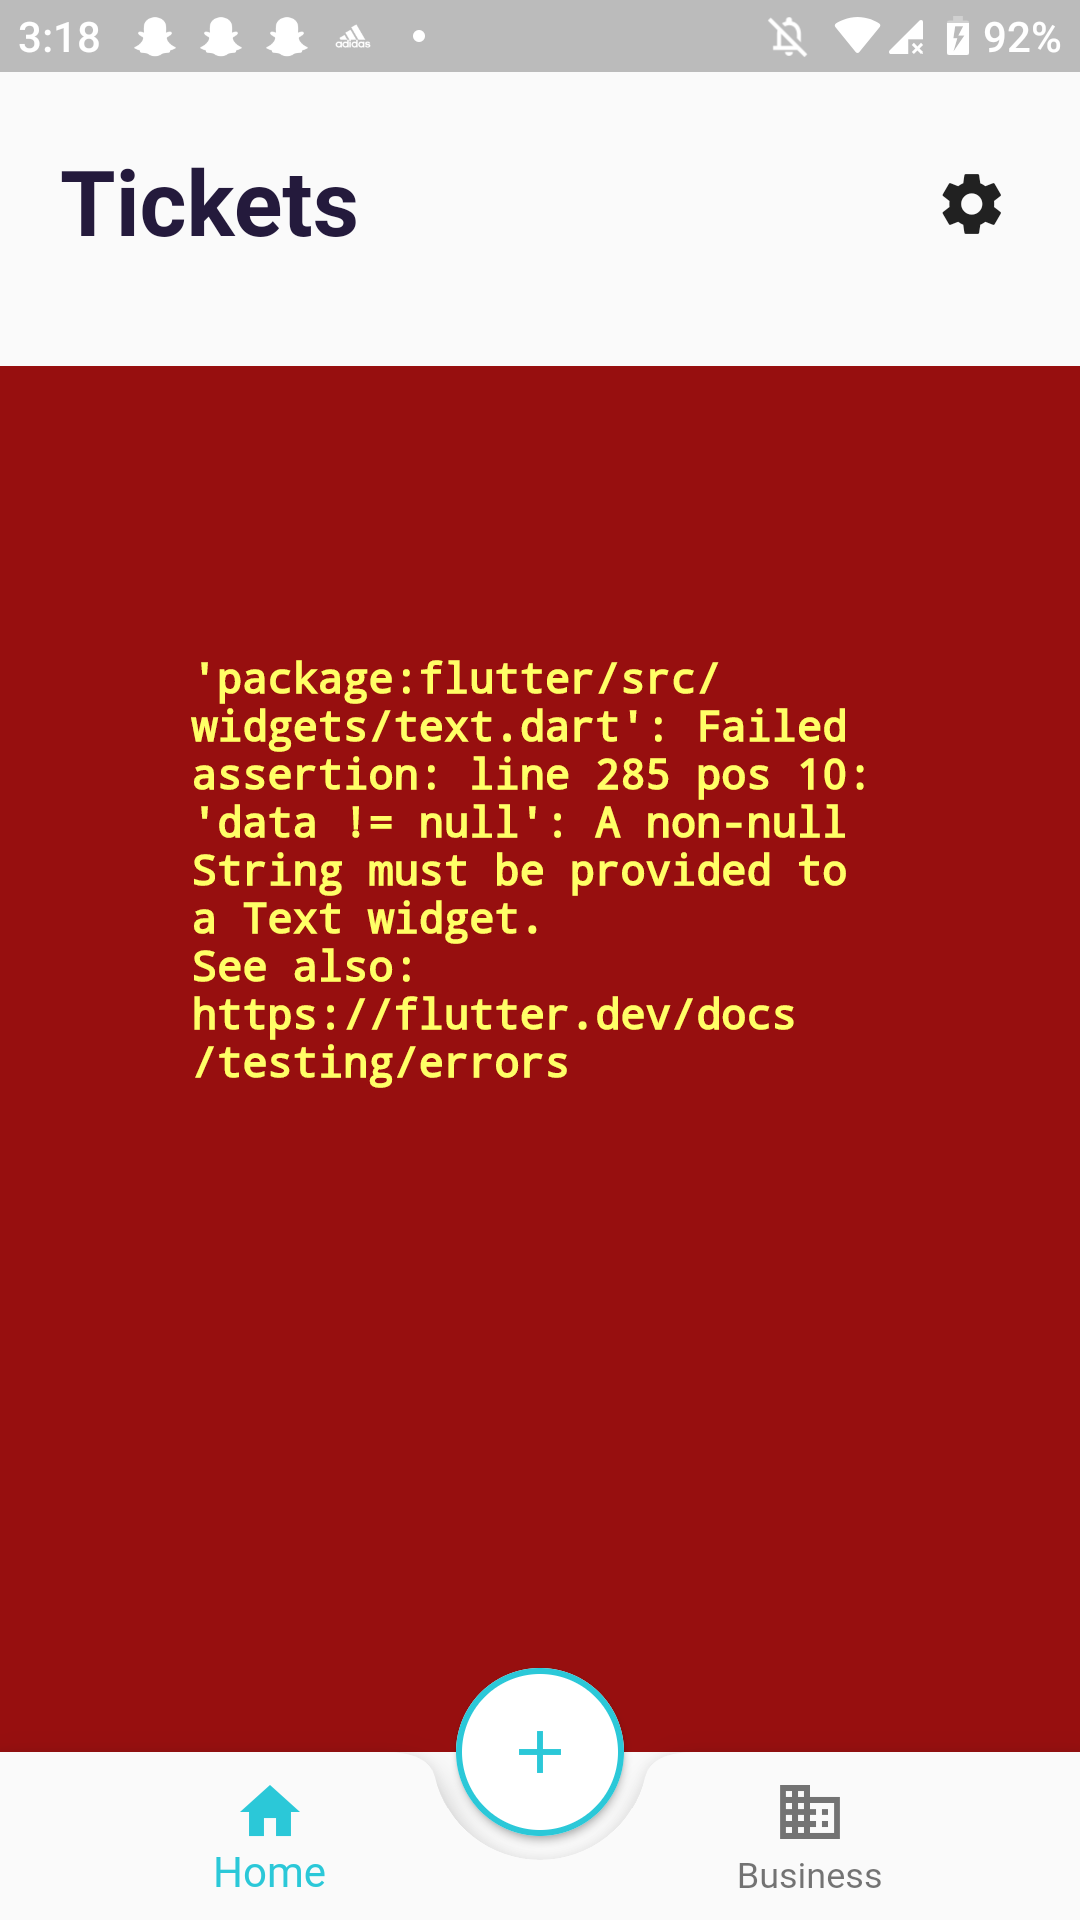 3:18
adidas
92%
Tickets
'package:flutter/src/
widgets/text.dart': Failed
assertion: line 285 pos 10:
'data != null': A non-null
String must be provided to
a Text widget.
See also:
https://flutter.dev/docs
/testing/errors
Home
Business